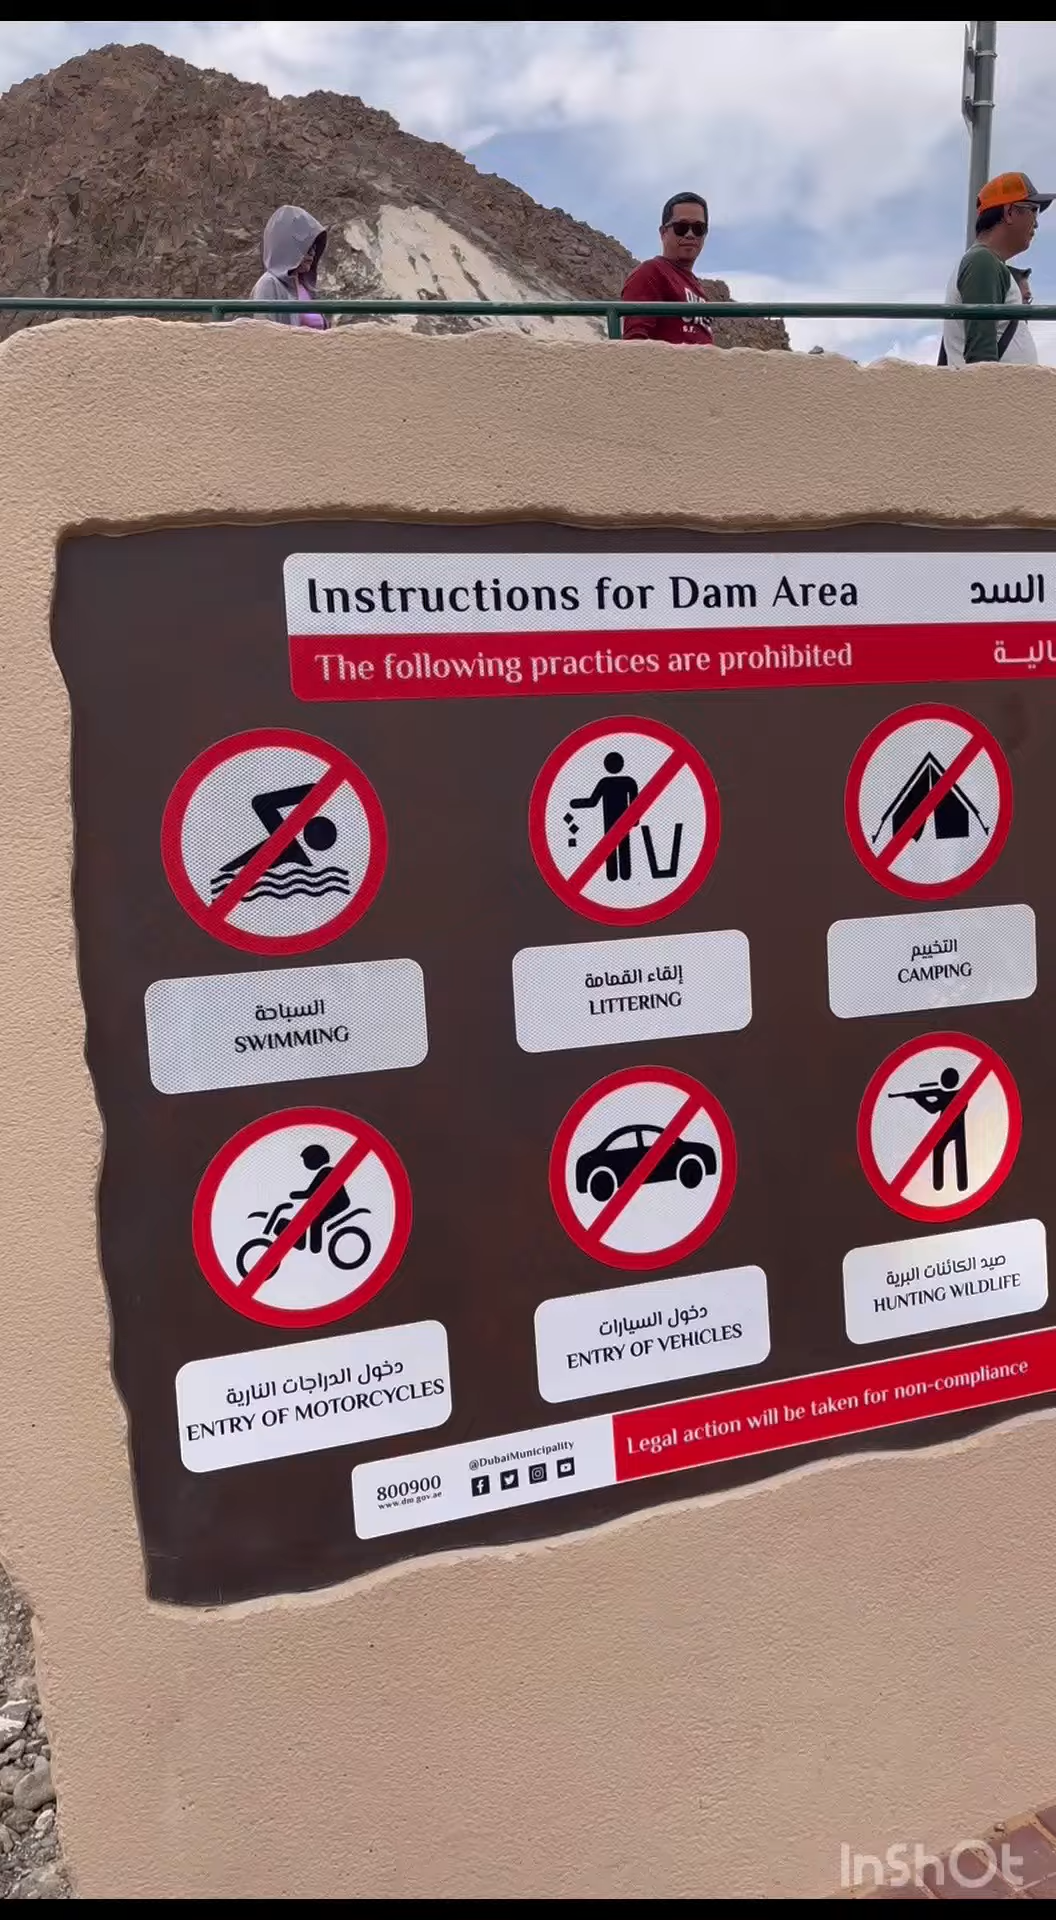 Instructions for Dam Area
السد
The following practices are prohibited
السباحة
SWIMMING
إلقاء القمامة
LITTERING
التخييم
CAMPING
دخول الدراجات النارية
ENTRY OF MOTORCYCLES
دخول السيارات
ENTRY OF VEHICLES
صيد الكائنات البرية
HUNTING WILDLIFE
800900
www.dm.gov.ae
@DubaiMunicipality
Legal action will be taken for non-compliance
InShOt